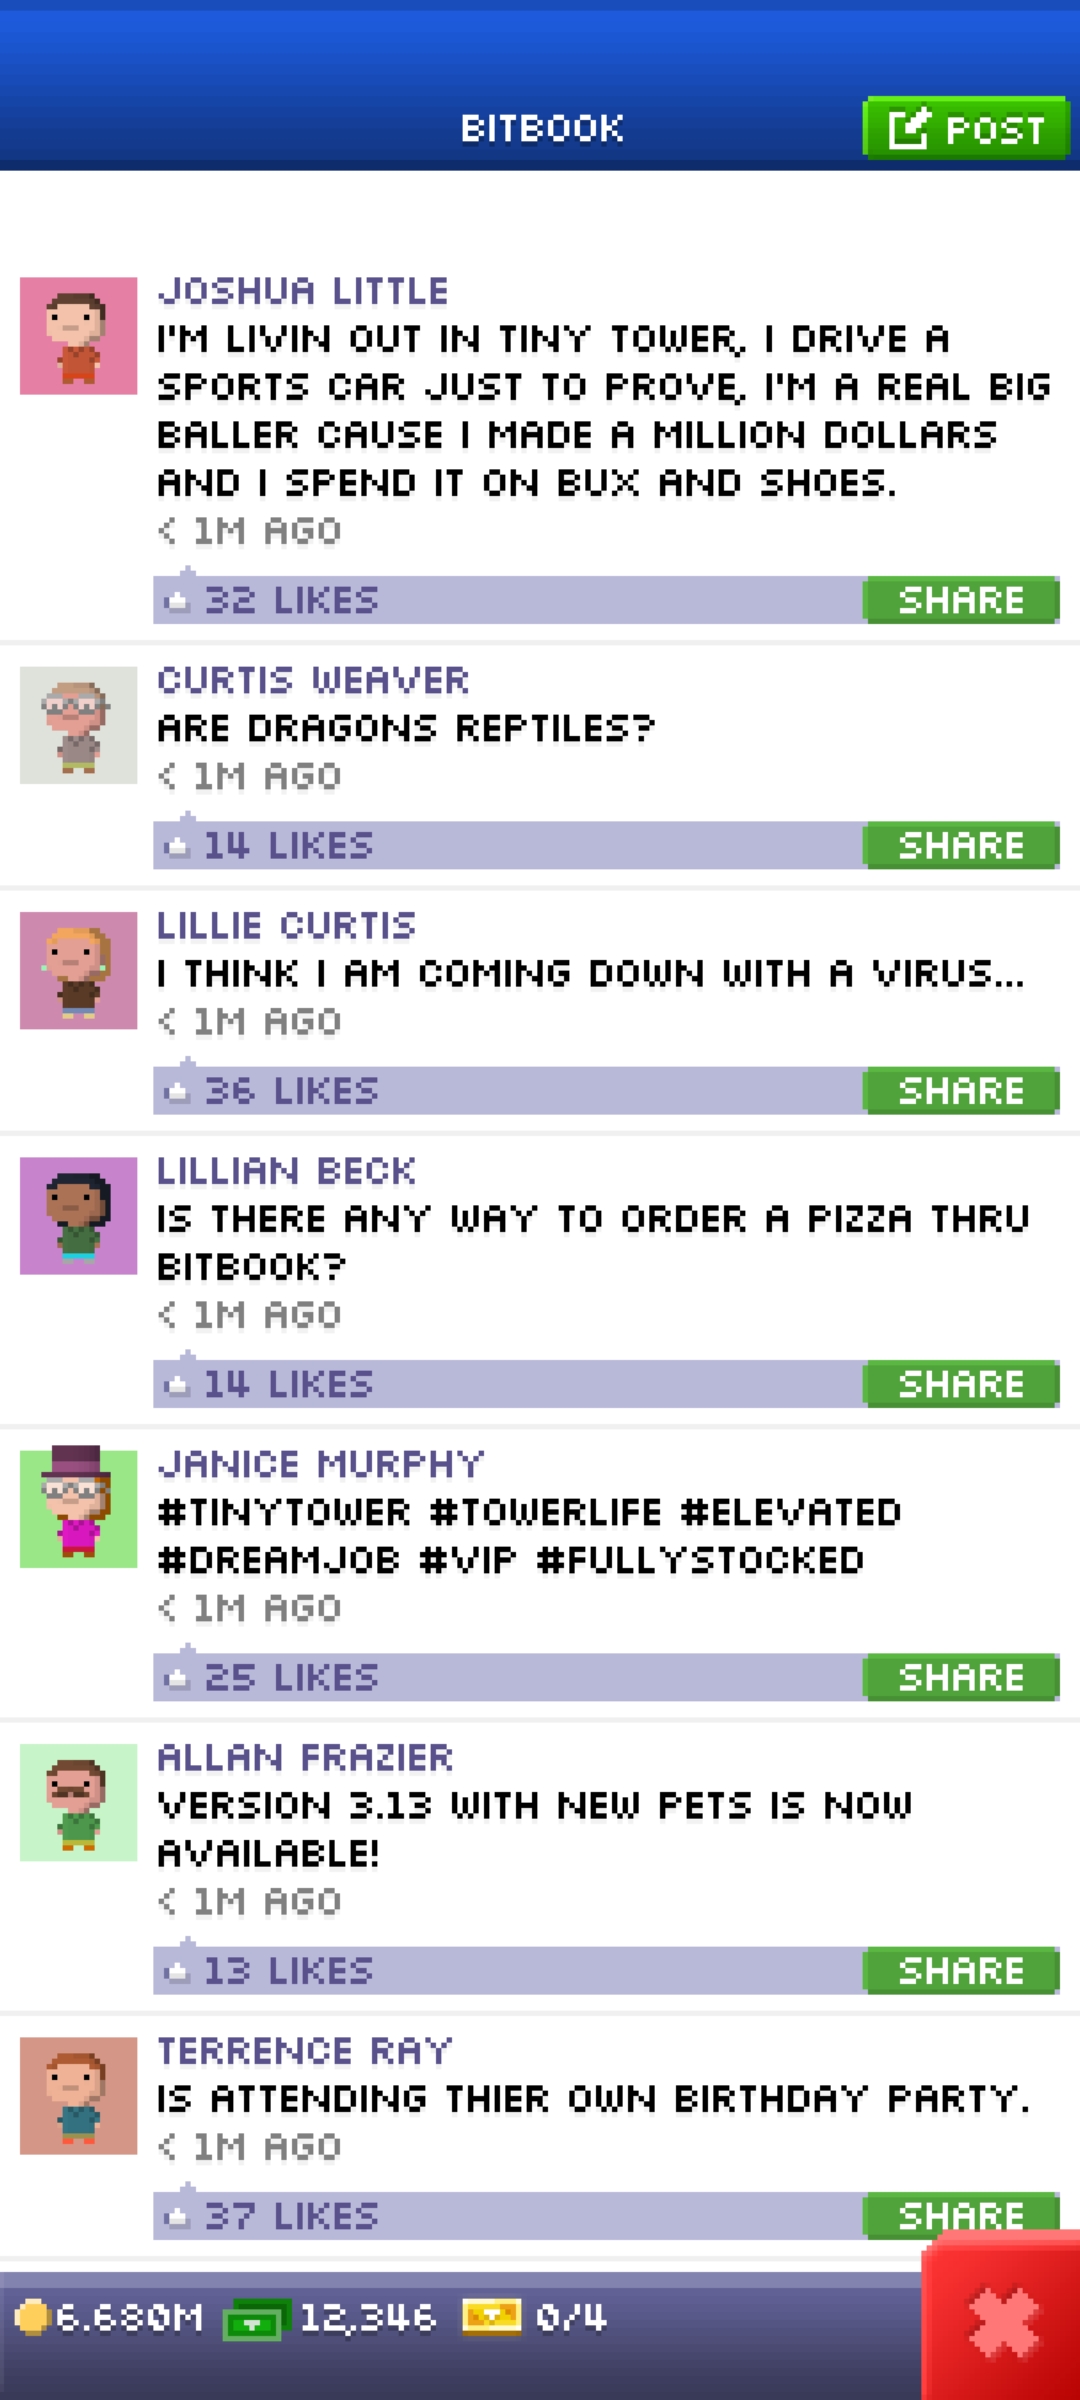 BITBOOK
POST
JOSHUA LITTLE
I'M LIVIN OUT IN TINY TOWER, I DRIVE A
SPORTS CAR JUST TO PROVE, I'M A REAL BIG
BALLER CAUSE I MADE A MILLION DOLLARS
AND I SPEND IT ON BUX AND SHOES.
< 1M AGO
32 LIKES SHARE
CURTIS WEAVER
ARE DRAGONS REPTILES?
< 1M AGO
14 LIKES SHARE
LILLIE CURTIS
I THINK I AM COMING DOWN WITH A VIRUS...
< 1M AGO
36 LIKES SHARE
LILLIAN BECK
IS THERE ANY WAY TO ORDER A PIZZA THRU
BITBOOK?
< 1M AGO
14 LIKES SHARE
JANICE MURPHY
#TINYTOWER #TOWERLIFE #ELEVATED
#DREAMJOB #VIP #FULLYSTOCKED
< 1M AGO
25 LIKES SHARE
ALLAN FRAZIER
VERSION 3.13 WITH NEW PETS IS NOW
AVAILABLE!
< 1M AGO
13 LIKES SHARE
TERRENCE RAY
IS ATTENDING THIER OWN BIRTHDAY PARTY.
< 1M AGO
37 LIKES SHARE
6.680M 12,346 0/4